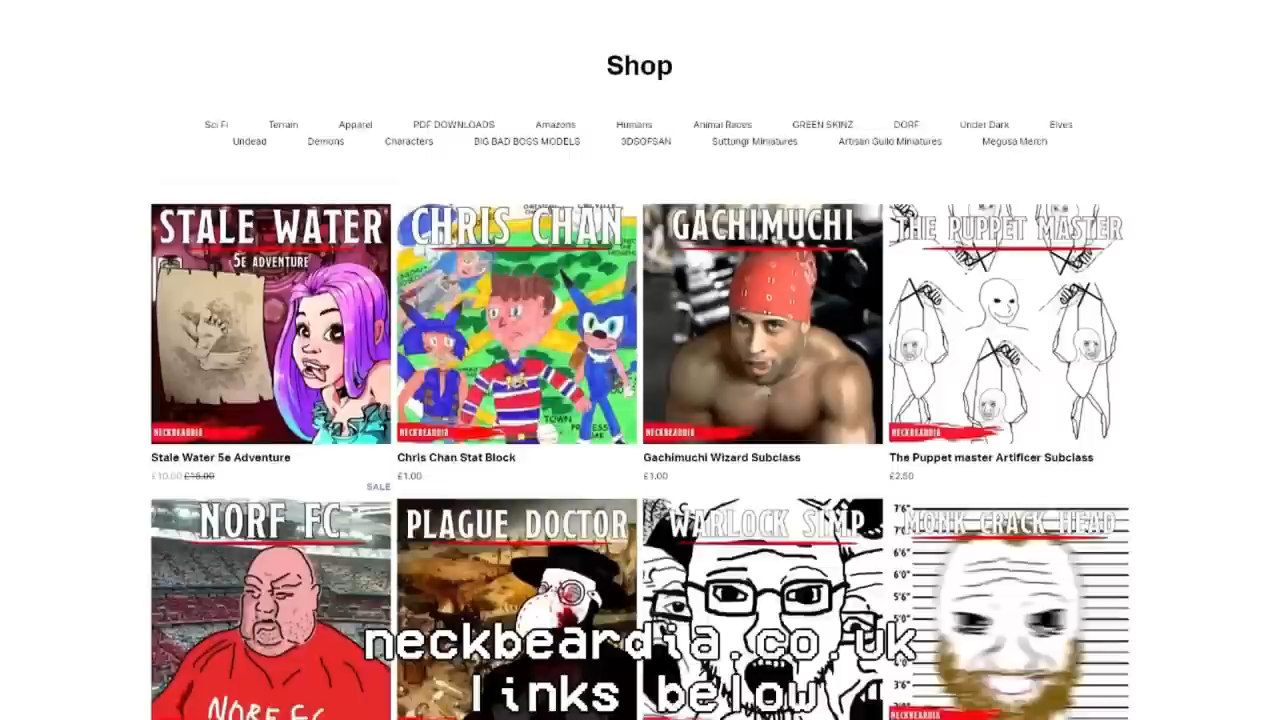 Shop
Sci Fi Terrain Apparel PDF DOWNLOADS Amazons Humans Animal Races GREEN SKINZ DORF Under Dark Elves
Undead Demons Characters BIG BAD BOSS MODELS 3DSOFSAN Suttungr Miniatures Artisan Guild Miniatures Megusa Merch
STALE WATER
5E ADVENTURE
NECKBEARDIA
CHRIS CHAN
TOWN
NECKBEARDIA
GACHIMUCHI
NECKBEARDIA
THE PUPPET MASTER
NECKBEARDIA
Stale Water 5e Adventure
£10.00 £15.00
SALE
Chris Chan Stat Block
£1.00
Gachimuchi Wizard Subclass
£1.00
The Puppet master Artificer Subclass
£2.50
NORF FC
NORF FC
PLAGUE DOCTOR
WARLOCK SIMP
MONK CRACK HEAD
7'6"
6'6"
6'0"
5'6"
5'0"
3'6"
NECKBEARDIA
neckbeardia.co.uk
links below